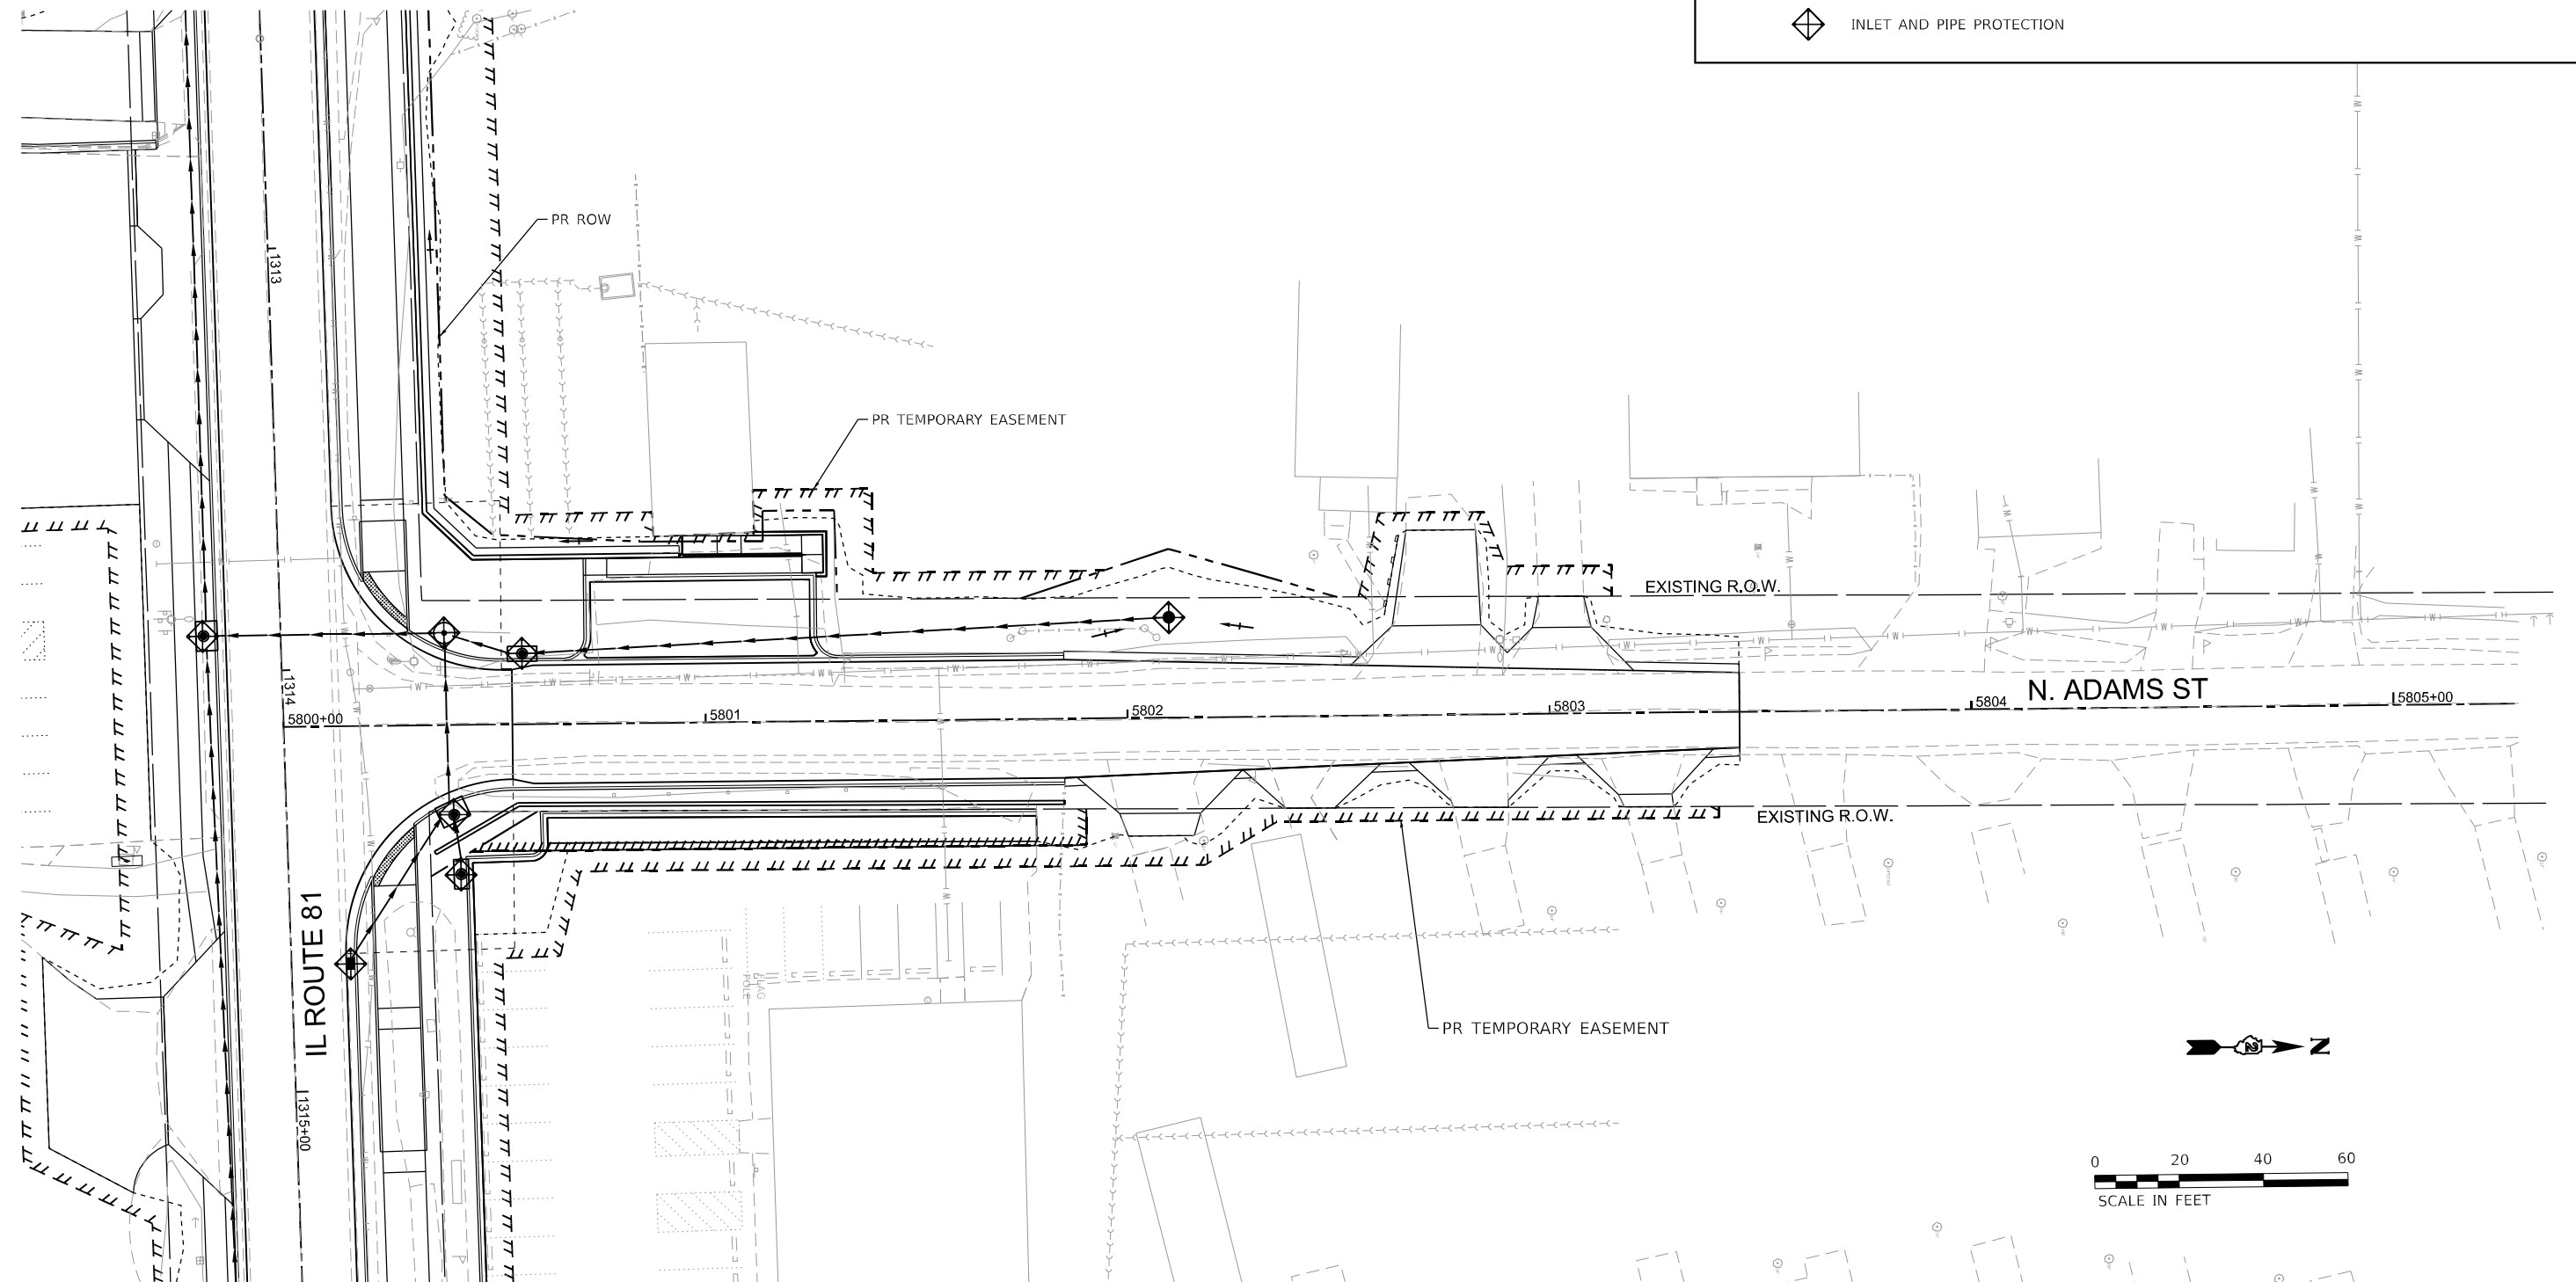 INLET AND PIPE PROTECTION
PR ROW
1313
PR TEMPORARY EASEMENT
EXISTING R.O.W.
1314
5800+00
5801
5802
5803
5804
N. ADAMS ST
5805+00
EXISTING R.O.W.
IL ROUTE 81
FLAG
POLE
PR TEMPORARY EASEMENT
N
1315+00
0 20 40 60
SCALE IN FEET